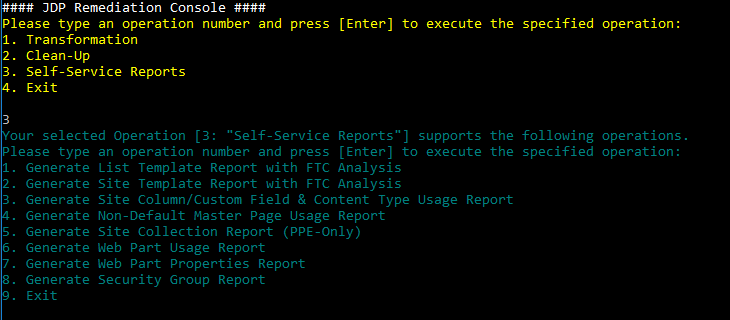 #### JDP Remediation Console ####
Please type an operation number and press [Enter] to execute the specified operation:
1. Transformation
2. Clean-Up
3. Self-Service Reports
4. Exit
3
Your selected Operation [3: "Self-Service Reports"] supports the following operations.
Please type an operation number and press [Enter] to execute the specified operation:
1. Generate List Template Report with FTC Analysis
2. Generate Site Template Report with FTC Analysis
3. Generate Site Column/Custom Field & Content Type Usage Report
4. Generate Non-Default Master Page Usage Report
5. Generate Site Collection Report (PPE-Only)
6. Generate Web Part Usage Report
7. Generate Web Part Properties Report
8. Generate Security Group Report
9. Exit